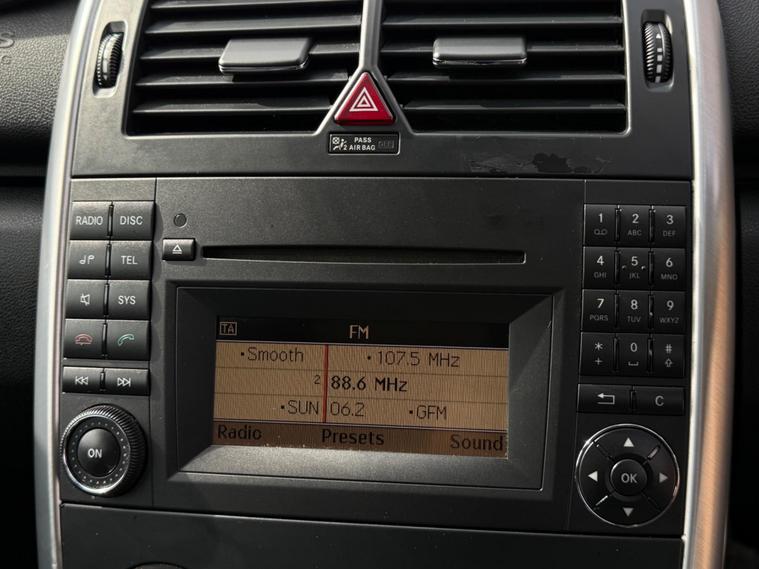 PASS
2 AIR BAG OFF
RADIO DISC
TEL
SYS
ON
TA FM
•Smooth •107.5 MHz
2 88.6 MHz
•SUN 06.2 •GFM
Radio Presets Sound
1 2 ABC 3 DEF
4 GHI 5 JKL 6 MNO
7 PQRS 8 TUV 9 WXYZ
* + 0 #
C
OK